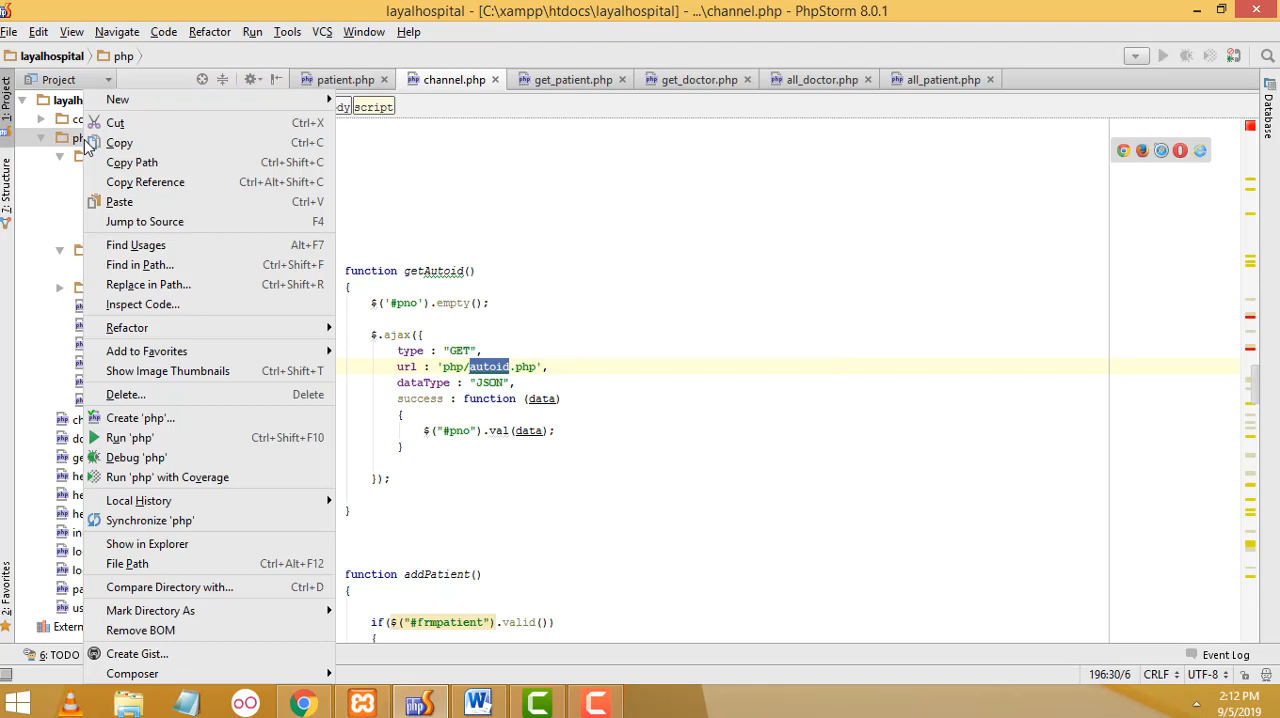 layalhospital - [C:\xampp\htdocs\layalhospital] - ...\channel.php - PhpStorm 8.0.1
File Edit View Navigate Code Refactor Run Tools VCS Window Help
layalhospital php
Project patient.php channel.php get_patient.php get_doctor.php all_doctor.php all_patient.php
script
1: Project
7: Structure
2: Favorites
Database
New
Cut Ctrl+X
Copy Ctrl+C
Copy Path Ctrl+Shift+C
Copy Reference Ctrl+Alt+Shift+C
Paste Ctrl+V
Jump to Source F4
Find Usages Alt+F7
Find in Path... Ctrl+Shift+F
Replace in Path... Ctrl+Shift+R
Inspect Code...
Refactor
Add to Favorites
Show Image Thumbnails Ctrl+Shift+T
Delete... Delete
Create 'php'...
Run 'php' Ctrl+Shift+F10
Debug 'php'
Run 'php' with Coverage
Local History
Synchronize 'php'
Show in Explorer
File Path Ctrl+Alt+F12
Compare Directory with... Ctrl+D
Mark Directory As
Remove BOM
Create Gist...
Composer
function getAutoid()
{
$('#pno').empty();
$.ajax({
type : "GET",
url : 'php/autoid.php',
dataType : "JSON",
success : function (data)
{
$("#pno").val(data);
}
});
}
function addPatient()
{
if($("#frmpatient").valid())
{
6: TODO Event Log
196:30/6 CRLF UTF-8
2:12 PM
9/5/2019